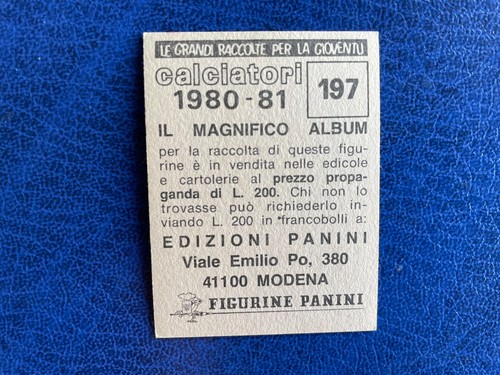 LE GRANDI RACCOLTE PER LA GIOVENTÙ
calciatori
1980-81
197
IL MAGNIFICO ALBUM
per la raccolta di queste figu-
rine è in vendita nelle edicole
e cartolerie al prezzo propa-
ganda di L. 200. Chi non lo
trovasse può richiederlo in-
viando L. 200 in francobolli a:
EDIZIONI PANINI
Viale Emilio Po, 380
41100 MODENA
FIGURINE PANINI